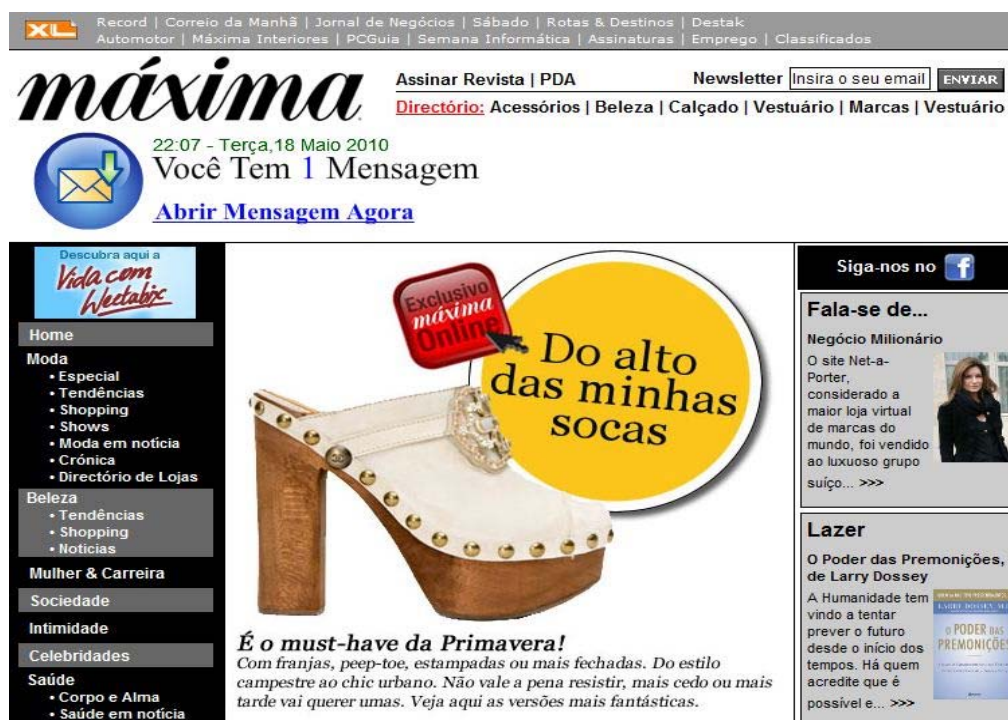 XL
Record | Correio da Manhã | Jornal de Negócios | Sábado | Rotas & Destinos | Destak
Automotor | Máxima Interiores | PCGuia | Semana Informática | Assinaturas | Emprego | Classificados
máxima
Assinar Revista | PDA
Newsletter Insira o seu email ENVIAR
Directório: Acessórios | Beleza | Calçado | Vestuário | Marcas | Vestuário
22:07 - Terça,18 Maio 2010
Você Tem 1 Mensagem
Abrir Mensagem Agora
Descubra aqui a
Vida com
Weetabix
Home
Moda
• Especial
• Tendências
• Shopping
• Shows
• Moda em notícia
• Crónica
• Directório de Lojas
Beleza
• Tendências
• Shopping
• Noticias
Mulher & Carreira
Sociedade
Intimidade
Celebridades
Saúde
• Corpo e Alma
• Saúde em notícia
Exclusivo
máxima
Online
Do alto
das minhas
socas
É o must-have da Primavera!
Com franjas, peep-toe, estampadas ou mais fechadas. Do estilo
campestre ao chic urbano. Não vale a pena resistir, mais cedo ou mais
tarde vai querer umas. Veja aqui as versões mais fantásticas.
Siga-nos no f
Fala-se de...
Negócio Milionário
O site Net-a-
Porter,
considerado a
maior loja virtual
de marcas do
mundo, foi vendido
ao luxuoso grupo
suíço... >>>
Lazer
O Poder das Premonições,
de Larry Dossey
A Humanidade tem
vindo a tentar
prever o futuro
desde o início dos
tempos. Há quem
acredite que é
possível e... >>>
LARRY DOSSEY, M.D.
O PODER DAS
PREMONIÇÕES